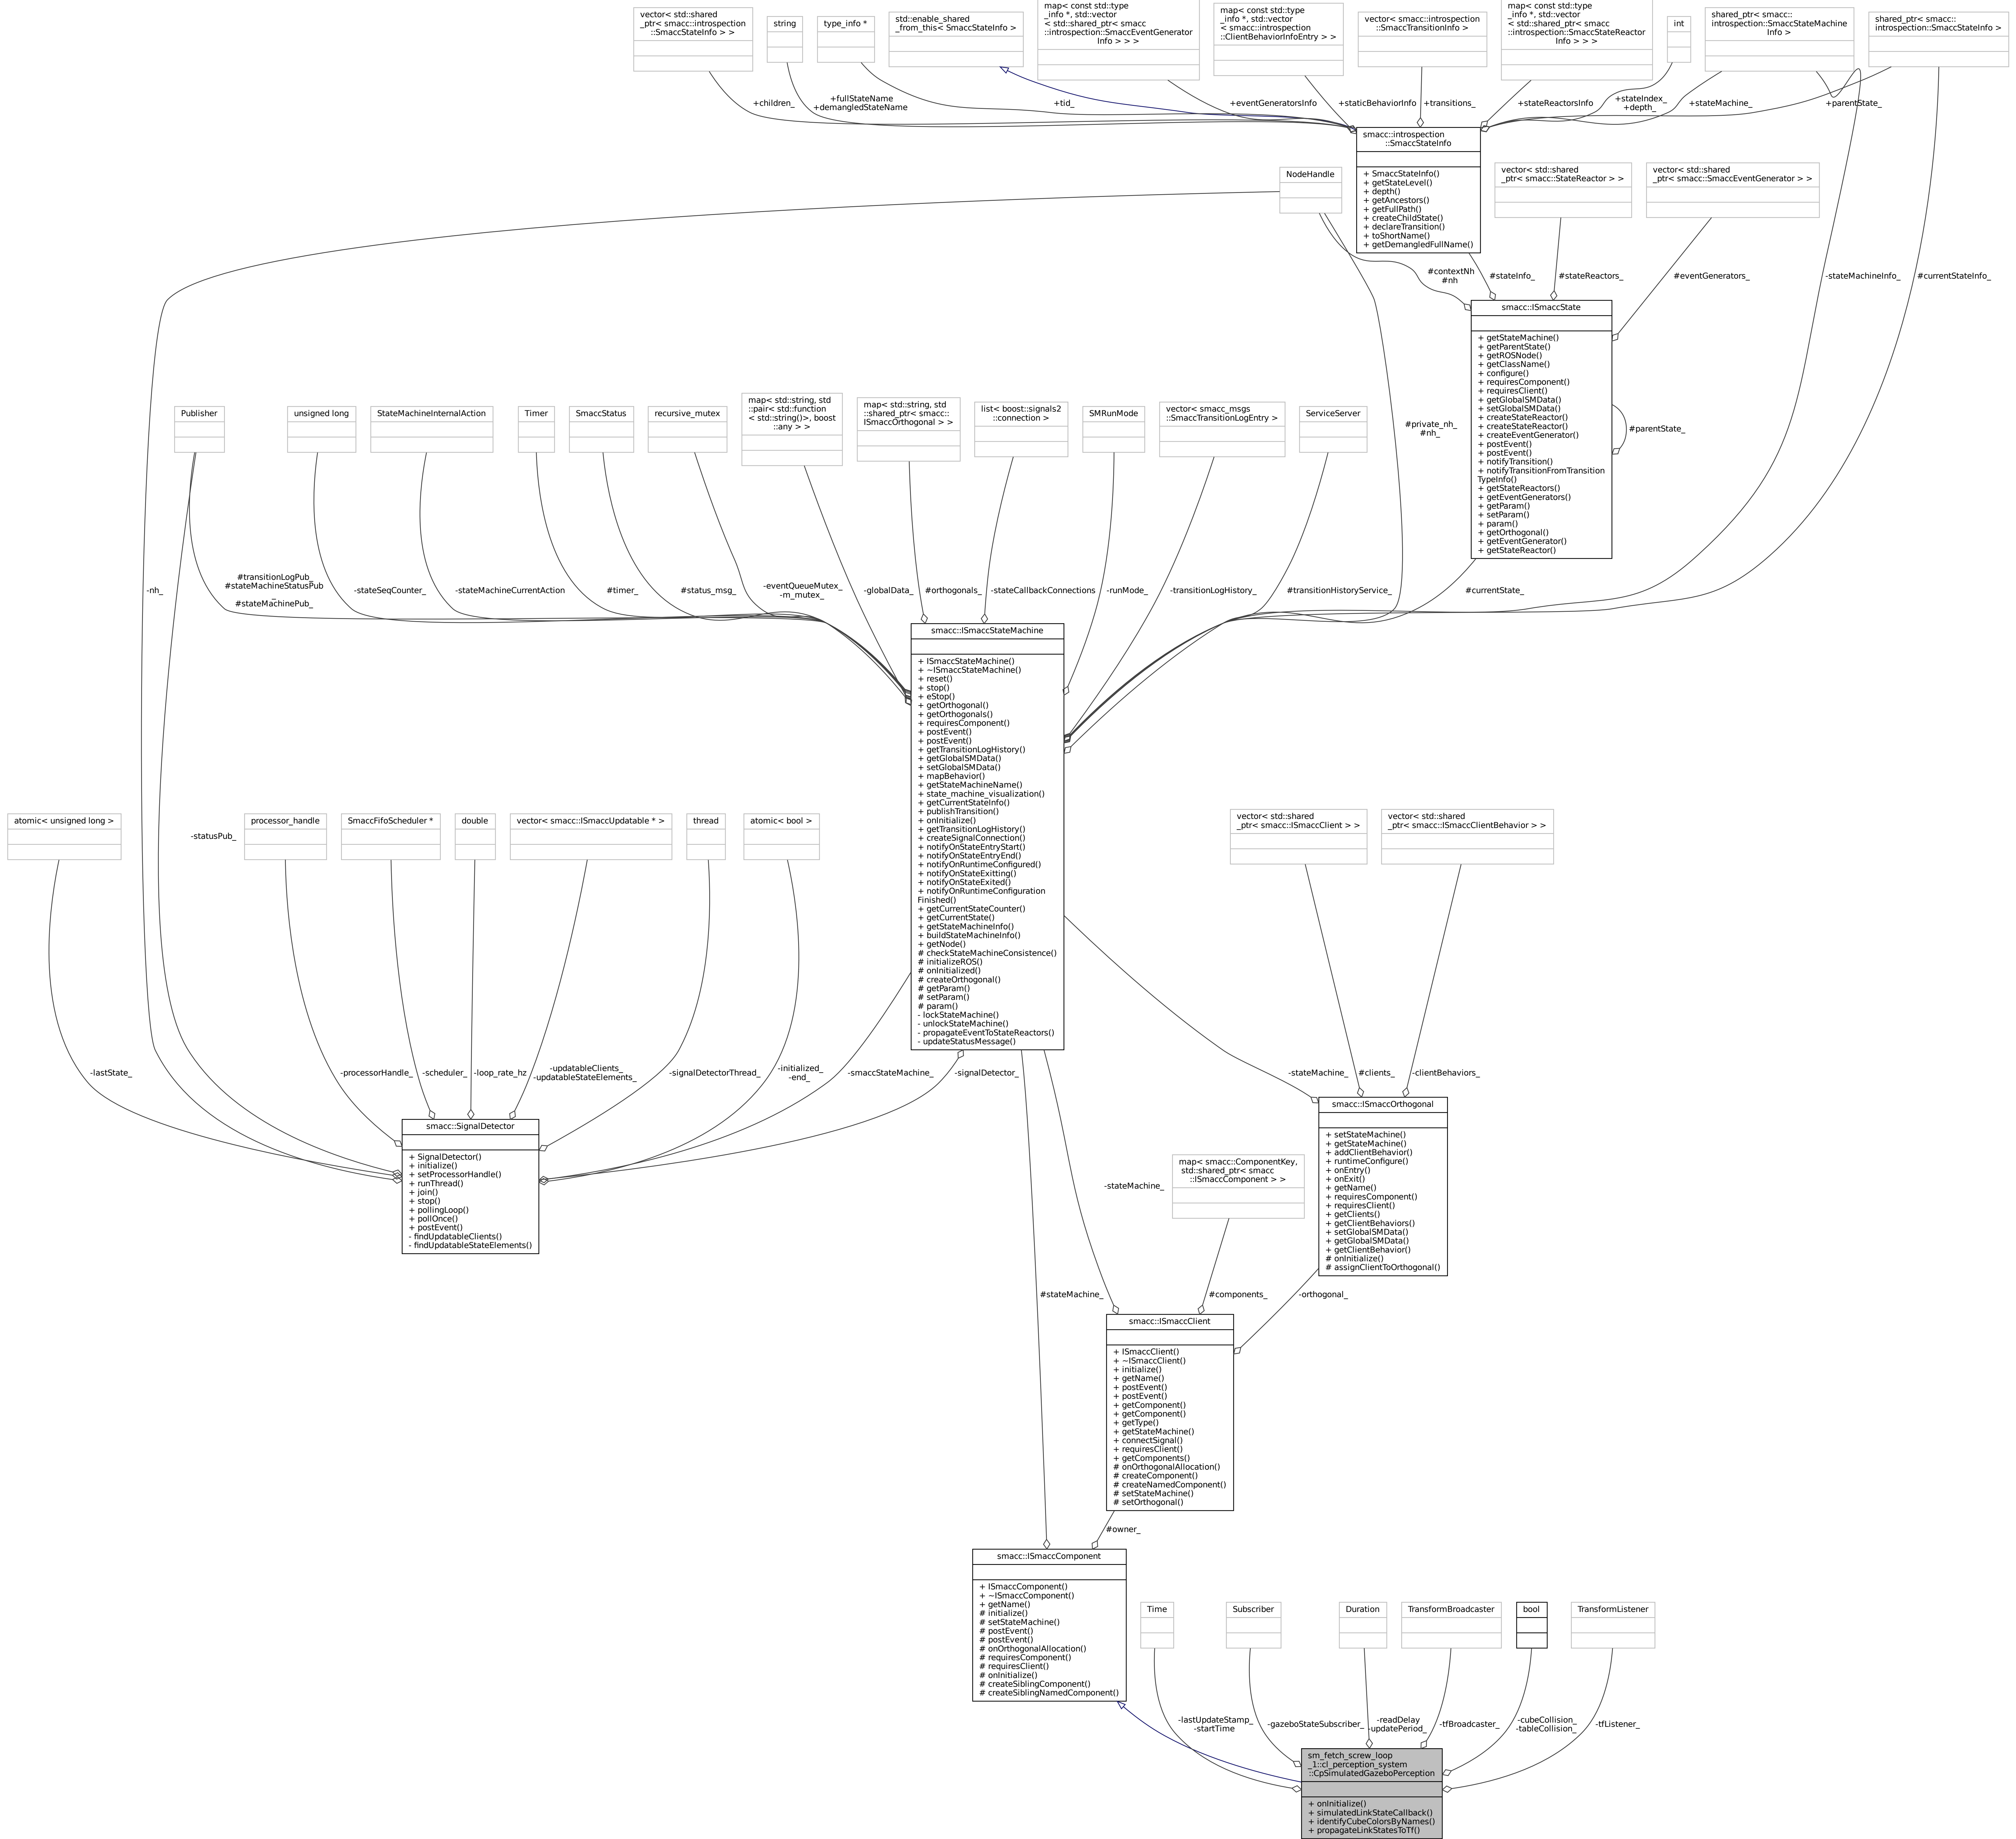 vector< std::shared
_ptr< smacc::introspection
::SmaccStateInfo > >
string
type_info *
std::enable_shared
_from_this< SmaccStateInfo >
map< const std::type
_info *, std::vector
< std::shared_ptr< smacc
::introspection::SmaccEventGenerator
Info > > >
map< const std::type
_info *, std::vector
< smacc::introspection
::ClientBehaviorInfoEntry > >
vector< smacc::introspection
::SmaccTransitionInfo >
map< const std::type
_info *, std::vector
< std::shared_ptr< smacc
::introspection::SmaccStateReactor
Info > > >
int
shared_ptr< smacc::
introspection::SmaccStateMachine
Info >
shared_ptr< smacc::
introspection::SmaccStateInfo >
+children_
+fullStateName
+demangledStateName
+tid_
+eventGeneratorsInfo
+staticBehaviorInfo
+transitions_
+stateReactorsInfo
+stateIndex_
+depth_
+stateMachine_
+parentState_
smacc::introspection
::SmaccStateInfo
+ SmaccStateInfo()
+ getStateLevel()
+ depth()
+ getAncestors()
+ getFullPath()
+ createChildState()
+ declareTransition()
+ toShortName()
+ getDemangledFullName()
NodeHandle
vector< std::shared
_ptr< smacc::StateReactor > >
vector< std::shared
_ptr< smacc::SmaccEventGenerator > >
#contextNh
#nh
#stateInfo_
#stateReactors_
#eventGenerators_
-stateMachineInfo_
#currentStateInfo_
smacc::ISmaccState
+ getStateMachine()
+ getParentState()
+ getROSNode()
+ getClassName()
+ configure()
+ requiresComponent()
+ requiresClient()
+ getGlobalSMData()
+ setGlobalSMData()
+ createStateReactor()
+ createStateReactor()
+ createEventGenerator()
+ postEvent()
+ postEvent()
+ notifyTransition()
+ notifyTransitionFromTransition
TypeInfo()
+ getStateReactors()
+ getEventGenerators()
+ getParam()
+ setParam()
+ param()
+ getOrthogonal()
+ getEventGenerator()
+ getStateReactor()
#parentState_
Publisher
unsigned long
StateMachineInternalAction
Timer
SmaccStatus
recursive_mutex
map< std::string, std
::pair< std::function
< std::string()>, boost
::any > >
map< std::string, std
::shared_ptr< smacc::
ISmaccOrthogonal > >
list< boost::signals2
::connection >
SMRunMode
vector< smacc_msgs
::SmaccTransitionLogEntry >
ServiceServer
#private_nh_
#nh_
-nh_
#transitionLogPub_
#stateMachineStatusPub
_
#stateMachinePub_
-stateSeqCounter_
-stateMachineCurrentAction
#timer_
#status_msg_
-eventQueueMutex_
-m_mutex_
-globalData_
#orthogonals_
-stateCallbackConnections
-runMode_
-transitionLogHistory_
#transitionHistoryService_
#currentState_
smacc::ISmaccStateMachine
+ ISmaccStateMachine()
+ ~ISmaccStateMachine()
+ reset()
+ stop()
+ eStop()
+ getOrthogonal()
+ getOrthogonals()
+ requiresComponent()
+ postEvent()
+ postEvent()
+ getTransitionLogHistory()
+ getGlobalSMData()
+ setGlobalSMData()
+ mapBehavior()
+ getStateMachineName()
+ state_machine_visualization()
+ getCurrentStateInfo()
+ publishTransition()
+ onInitialize()
+ getTransitionLogHistory()
+ createSignalConnection()
+ notifyOnStateEntryStart()
+ notifyOnStateEntryEnd()
+ notifyOnRuntimeConfigured()
+ notifyOnStateExitting()
+ notifyOnStateExited()
+ notifyOnRuntimeConfiguration
Finished()
+ getCurrentStateCounter()
+ getCurrentState()
+ getStateMachineInfo()
+ buildStateMachineInfo()
+ getNode()
# checkStateMachineConsistence()
# initializeROS()
# onInitialized()
# createOrthogonal()
# getParam()
# setParam()
# param()
- lockStateMachine()
- unlockStateMachine()
- propagateEventToStateReactors()
- updateStatusMessage()
atomic< unsigned long >
-statusPub_
processor_handle
SmaccFifoScheduler *
double
vector< smacc::ISmaccUpdatable * >
thread
atomic< bool >
vector< std::shared
_ptr< smacc::ISmaccClient > >
vector< std::shared
_ptr< smacc::ISmaccClientBehavior > >
-lastState_
-processorHandle_
-scheduler_
-loop_rate_hz
-updatableClients_
-updatableStateElements_
-signalDetectorThread_
-initialized_
-end_
-smaccStateMachine_
-signalDetector_
-stateMachine_
#clients_
-clientBehaviors_
smacc::SignalDetector
+ SignalDetector()
+ initialize()
+ setProcessorHandle()
+ runThread()
+ join()
+ stop()
+ pollingLoop()
+ pollOnce()
+ postEvent()
- findUpdatableClients()
- findUpdatableStateElements()
smacc::ISmaccOrthogonal
+ setStateMachine()
+ getStateMachine()
+ addClientBehavior()
+ runtimeConfigure()
+ onEntry()
+ onExit()
+ getName()
+ requiresComponent()
+ requiresClient()
+ getClients()
+ getClientBehaviors()
+ setGlobalSMData()
+ getGlobalSMData()
+ getClientBehavior()
# onInitialize()
# assignClientToOrthogonal()
-stateMachine_
map< smacc::ComponentKey,
std::shared_ptr< smacc
::ISmaccComponent > >
#stateMachine_
#components_
-orthogonal_
smacc::ISmaccClient
+ ISmaccClient()
+ ~ISmaccClient()
+ initialize()
+ getName()
+ postEvent()
+ postEvent()
+ getComponent()
+ getComponent()
+ getType()
+ getStateMachine()
+ connectSignal()
+ requiresClient()
+ getComponents()
# onOrthogonalAllocation()
# createComponent()
# createNamedComponent()
# setStateMachine()
# setOrthogonal()
#owner_
smacc::ISmaccComponent
+ ISmaccComponent()
+ ~ISmaccComponent()
+ getName()
# initialize()
# setStateMachine()
# postEvent()
# postEvent()
# onOrthogonalAllocation()
# requiresComponent()
# requiresClient()
# onInitialize()
# createSiblingComponent()
# createSiblingNamedComponent()
Time
Subscriber
Duration
TransformBroadcaster
bool
TransformListener
-lastUpdateStamp_
-startTime
-gazeboStateSubscriber_
-readDelay
-updatePeriod_
-tfBroadcaster_
-cubeCollision_
-tableCollision_
-tfListener_
sm_fetch_screw_loop
_1::cl_perception_system
::CpSimulatedGazeboPerception
+ onInitialize()
+ simulatedLinkStateCallback()
+ identifyCubeColorsByNames()
+ propagateLinkStatesToTf()